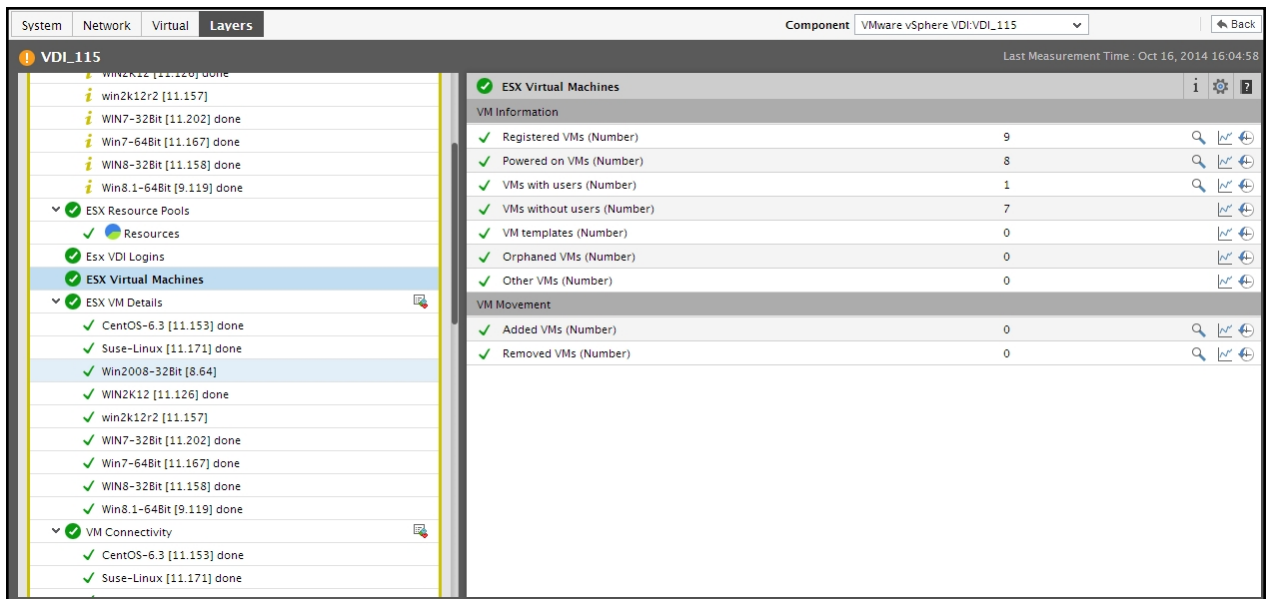 System Network Virtual Layers Component VMware vSphere VDI:VDI_115 Back
VDI_115 Last Measurement Time : Oct 16, 2014 16:04:58
WIN2K12 [11.126] done
win2k12r2 [11.157]
WIN7-32Bit [11.202] done
Win7-64Bit [11.167] done
WIN8-32Bit [11.158] done
Win8.1-64Bit [9.119] done
ESX Resource Pools
Resources
Esx VDI Logins
ESX Virtual Machines
ESX VM Details
CentOS-6.3 [11.153] done
Suse-Linux [11.171] done
Win2008-32Bit [8.64]
WIN2K12 [11.126] done
win2k12r2 [11.157]
WIN7-32Bit [11.202] done
Win7-64Bit [11.167] done
WIN8-32Bit [11.158] done
Win8.1-64Bit [9.119] done
VM Connectivity
CentOS-6.3 [11.153] done
Suse-Linux [11.171] done
ESX Virtual Machines
VM Information
Registered VMs (Number) 9
Powered on VMs (Number) 8
VMs with users (Number) 1
VMs without users (Number) 7
VM templates (Number) 0
Orphaned VMs (Number) 0
Other VMs (Number) 0
VM Movement
Added VMs (Number) 0
Removed VMs (Number) 0